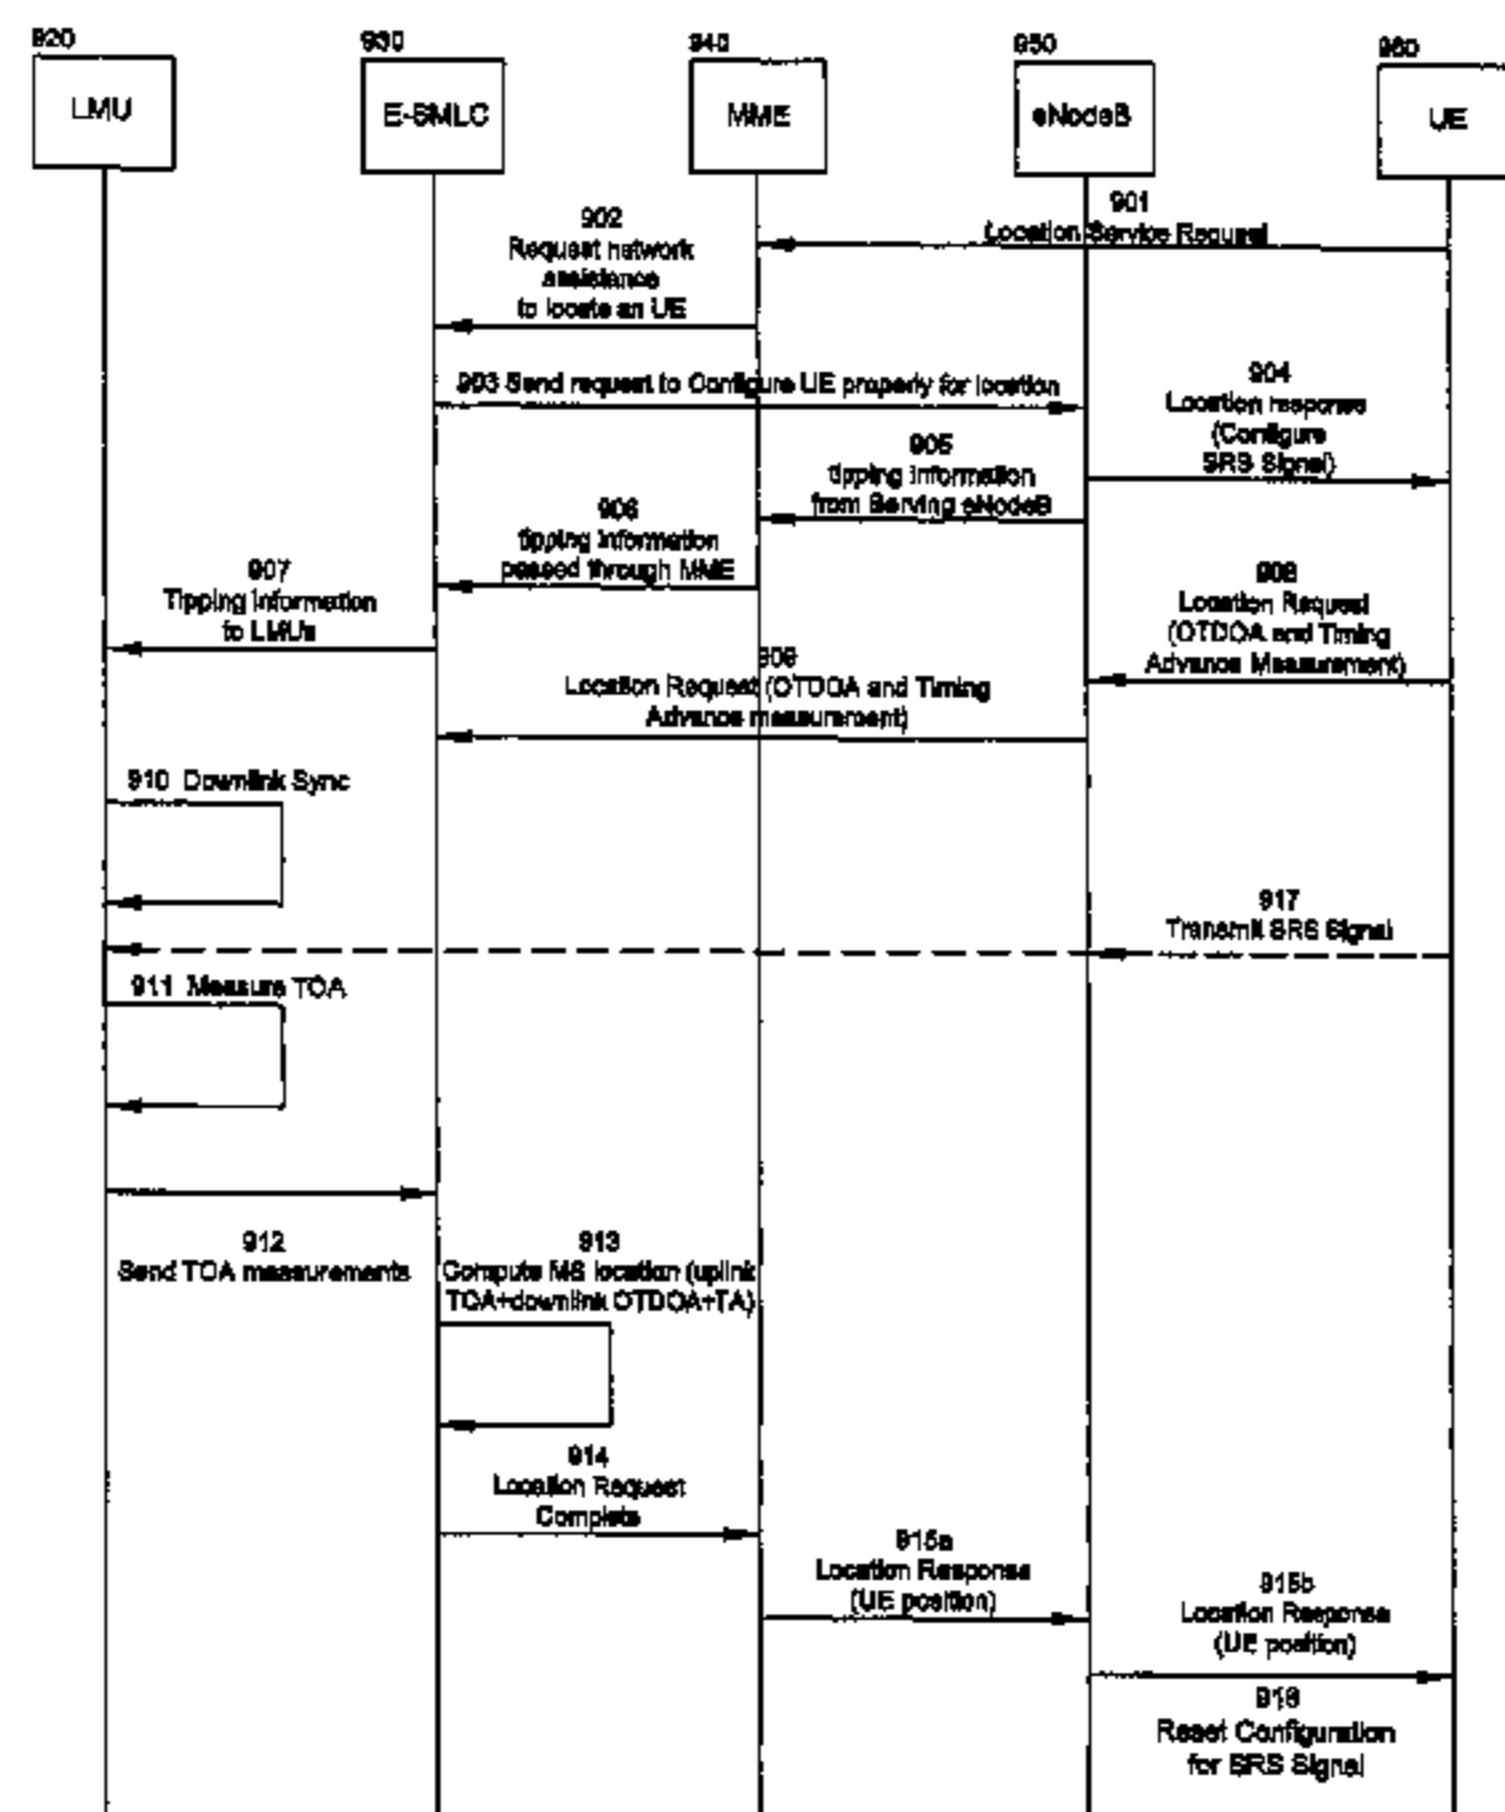 920
930
940
950
960
LMU
E-SMLC
MME
eNodeB
UE
901
Location Service Request
902
Request network
assistance
to locate an UE
903 Send request to Configure UE properly for location
904
Location response
(Configure
SRS Signal)
905
tipping information
from Serving eNodeB
906
tipping information
passed through MME
907
Tipping information
to LMUs
908
Location Request
(OTDOA and Timing
Advance Measurement)
909
Location Request (OTDOA and Timing
Advance measurement)
910 Downlink Sync
917
Transmit SRS Signal
911 Measure TOA
912
Send TOA measurements
913
Compute MS location (uplink
TOA+downlink OTDOA+TA)
914
Location Request
Complete
915a
Location Response
(UE position)
915b
Location Response
(UE position)
916
Reset Configuration
for SRS Signal